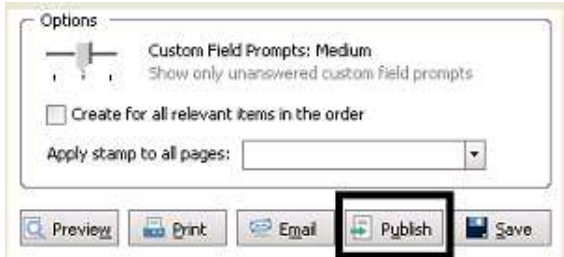 Options
Custom Field Prompts: Medium
Show only unanswered custom field prompts
Create for all relevant items in the order
Apply stamp to all pages:
Preview Print Email Publish Save